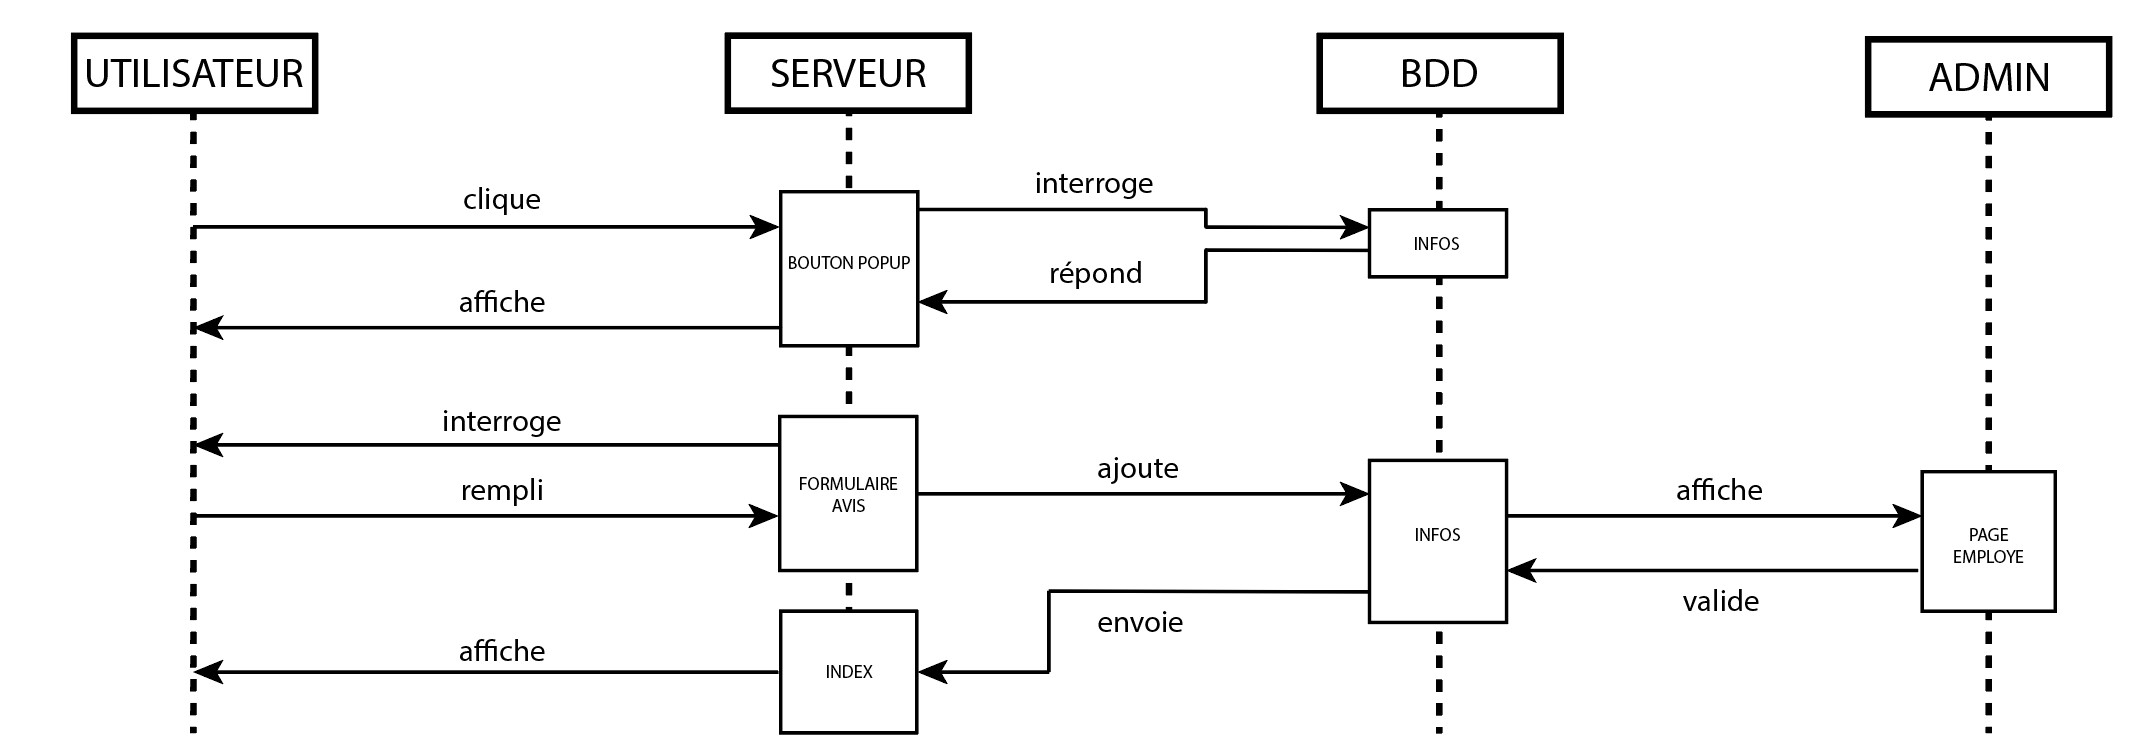 UTILISATEUR
SERVEUR
BDD
ADMIN
clique
interroge
BOUTON POPUP
INFOS
répond
affiche
interroge
rempli
FORMULAIRE
AVIS
ajoute
INFOS
affiche
PAGE
EMPLOYE
valide
envoie
affiche
INDEX